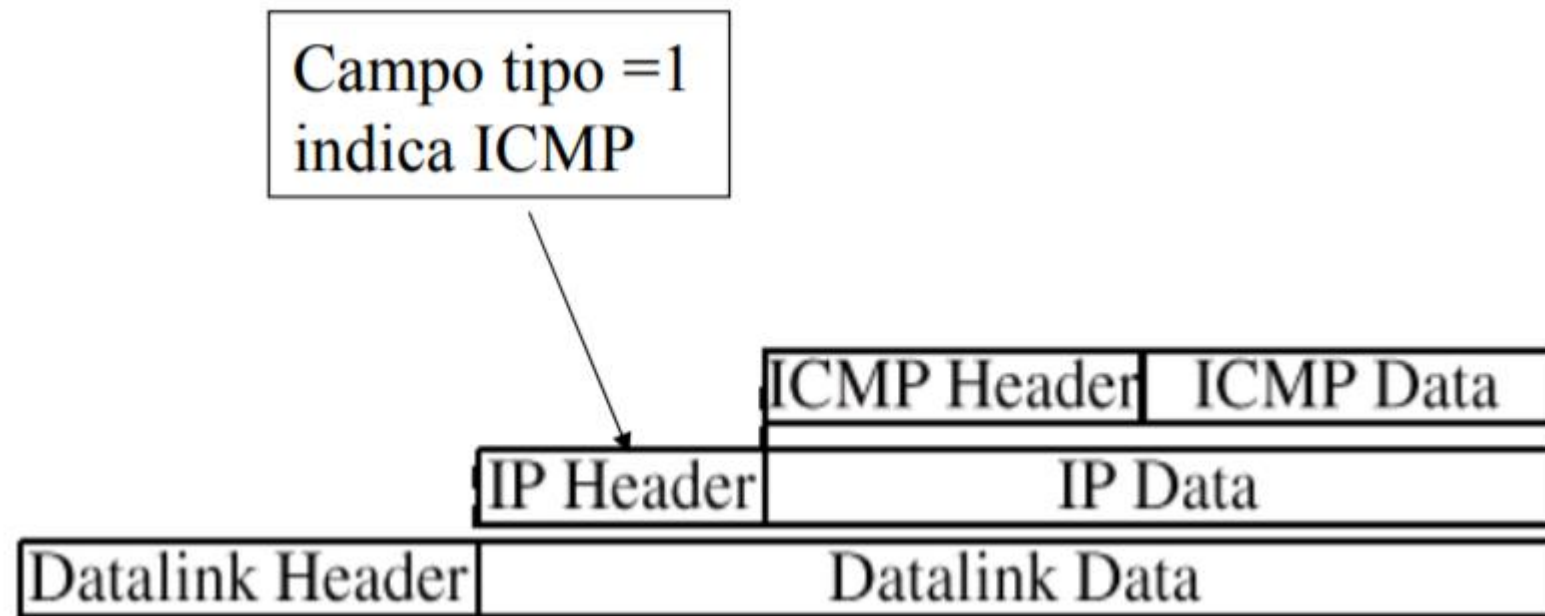 Campo tipo =1
indica ICMP
ICMP Header ICMP Data
IP Header IP Data
Datalink Header Datalink Data